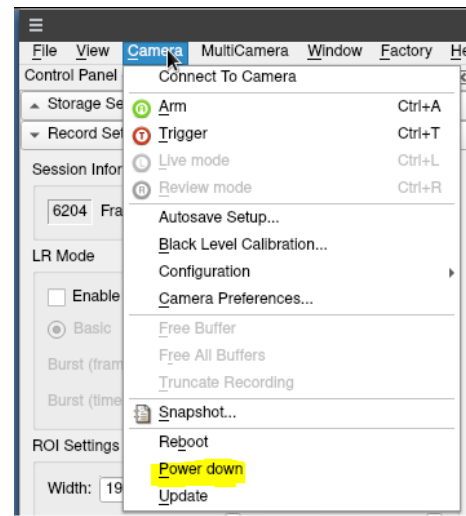 File View Camera MultiCamera Window Factory He
Control Panel
Connect To Camera
Storage Se
Arm Ctrl+A
Record Set
Trigger Ctrl+T
Live mode Ctrl+L
Session Infor
Review mode Ctrl+R
6204 Fra
Autosave Setup...
Black Level Calibration...
LR Mode
Configuration
Enable
Camera Preferences...
Basic
Free Buffer
Burst (fram
Free All Buffers
Truncate Recording
Burst (time
Snapshot...
ROI Settings
Reboot
Power down
Width: 19
Update